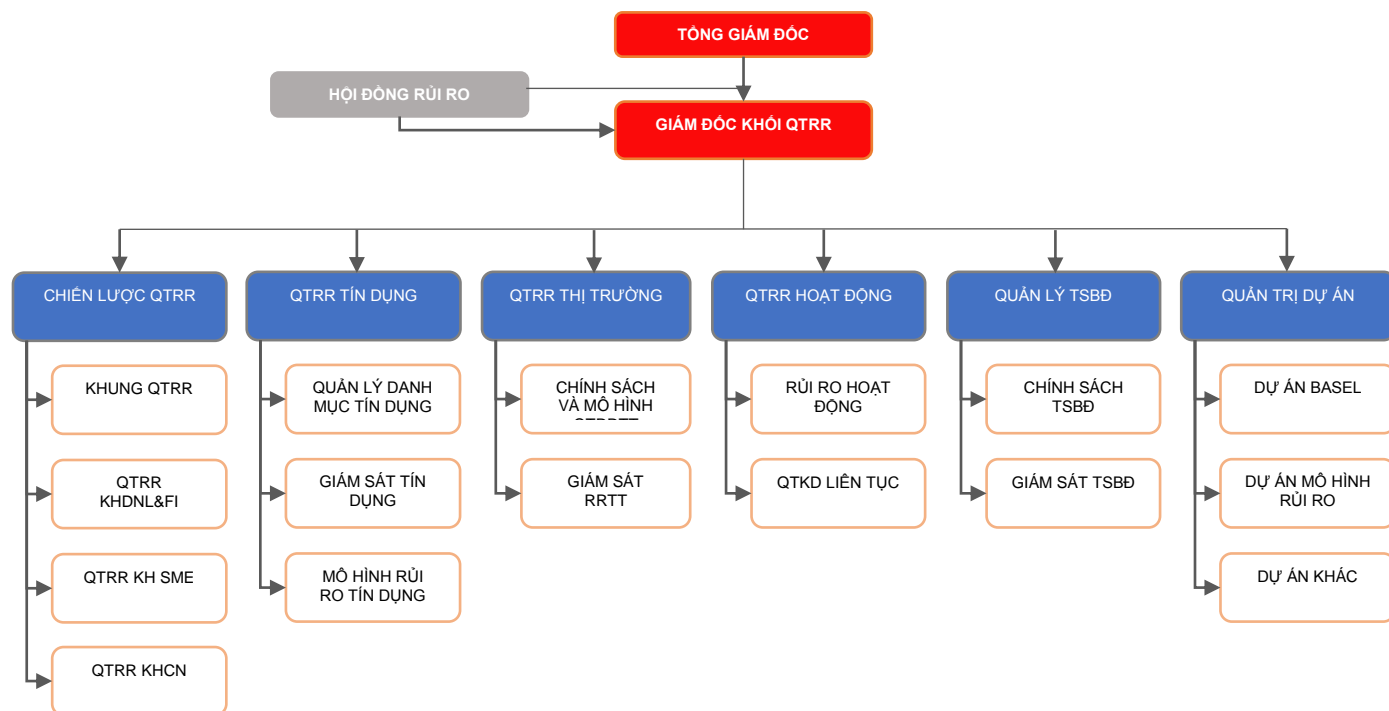 TỔNG GIÁM ĐỐC
HỘI ĐỒNG RỦI RO
GIÁM ĐỐC KHỐI QTRR
CHIẾN LƯỢC QTRR
QTRR TÍN DỤNG
QTRR THỊ TRƯỜNG
QTRR HOẠT ĐỘNG
QUẢN LÝ TSBĐ
QUẢN TRỊ DỰ ÁN
KHUNG QTRR
QTRR
KHDNL&FI
QTRR KH SME
QTRR KHCN
QUẢN LÝ DANH
MỤC TÍN DỤNG
GIÁM SÁT TÍN
DỤNG
MÔ HÌNH RỦI
RO TÍN DỤNG
CHÍNH SÁCH
VÀ MÔ HÌNH
GIÁM SÁT
RRTT
RỦI RO HOẠT
ĐỘNG
QTKD LIÊN TỤC
CHÍNH SÁCH
TSBĐ
GIÁM SÁT TSBĐ
DỰ ÁN BASEL
DỰ ÁN MÔ HÌNH
RỦI RO
DỰ ÁN KHÁC